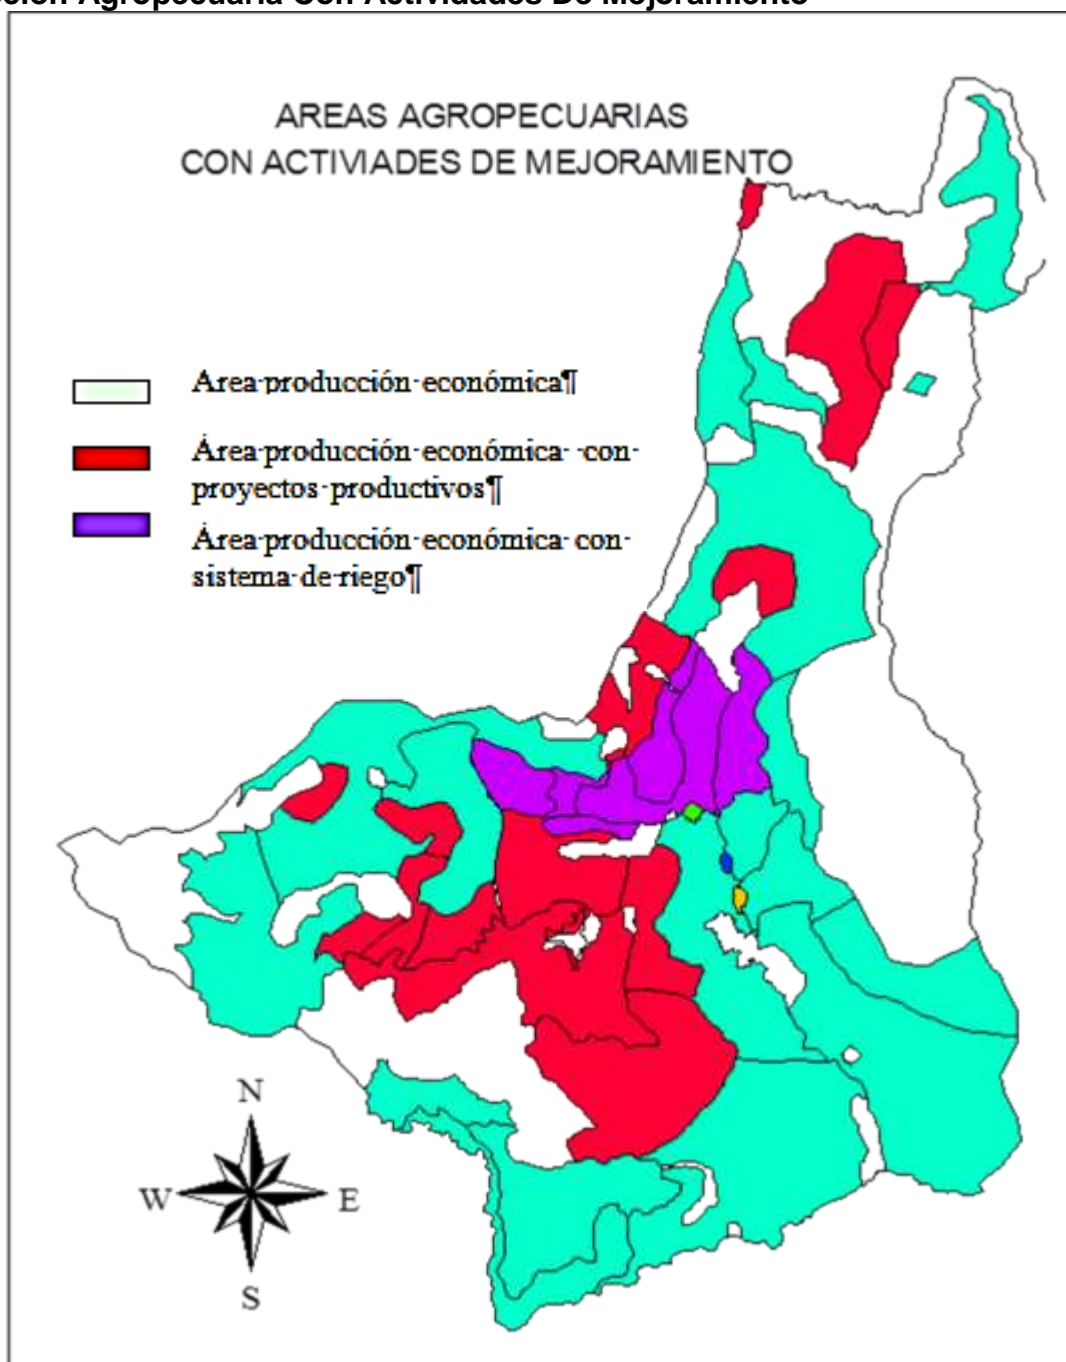 ción Agropecuaria Con Actividades De Mejoramiento
AREAS AGROPECUARIAS
CON ACTIVIADES DE MEJORAMIENTO
Area·producción·económica¶
Área·producción·económica··con·
proyectos·productivos¶
Área·producción·económica·con·
sistema·de·riego¶
N
W
E
S